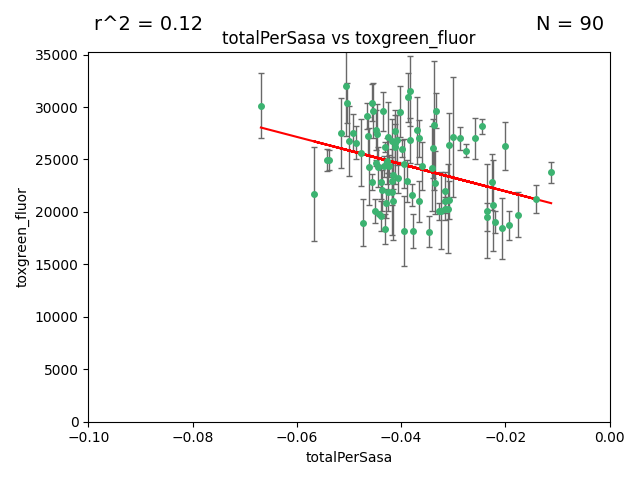 r^2 = 0.12
N = 90
totalPerSasa vs toxgreen_fluor
35000
30000
25000
20000
15000
10000
5000
0
toxgreen_fluor
−0.10
−0.08
−0.06
−0.04
−0.02
0.00
totalPerSasa